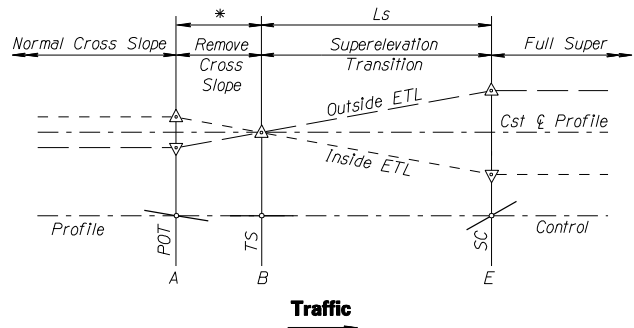 * Ls
Normal Cross Slope Remove Cross Slope Superelevation Transition Full Super
Outside ETL
Cst ℄ Profile
Inside ETL
Profile POT TS SC Control
A B E
Traffic